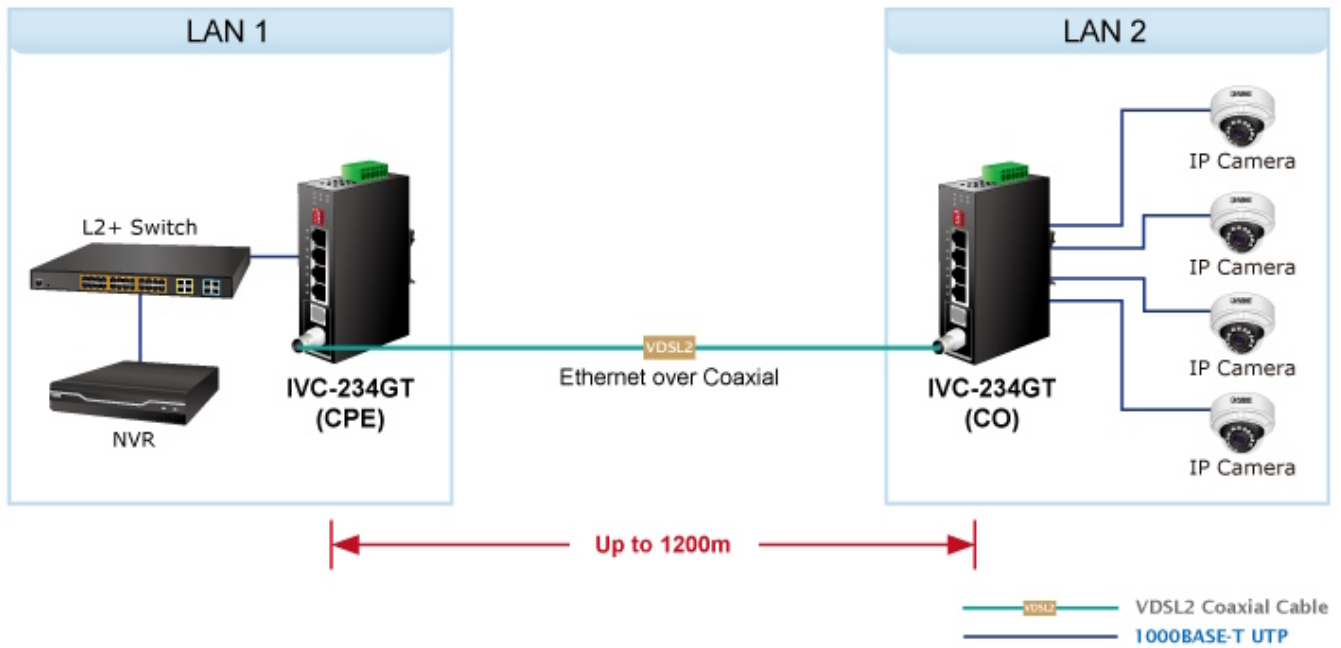 LAN 1
LAN 2
L2+ Switch
NVR
IVC-234GT
(CPE)
VDSL2
Ethernet over Coaxial
IVC-234GT
(CO)
IP Camera
IP Camera
IP Camera
IP Camera
Up to 1200m
VDSL2
VDSL2 Coaxial Cable
1000BASE-T UTP